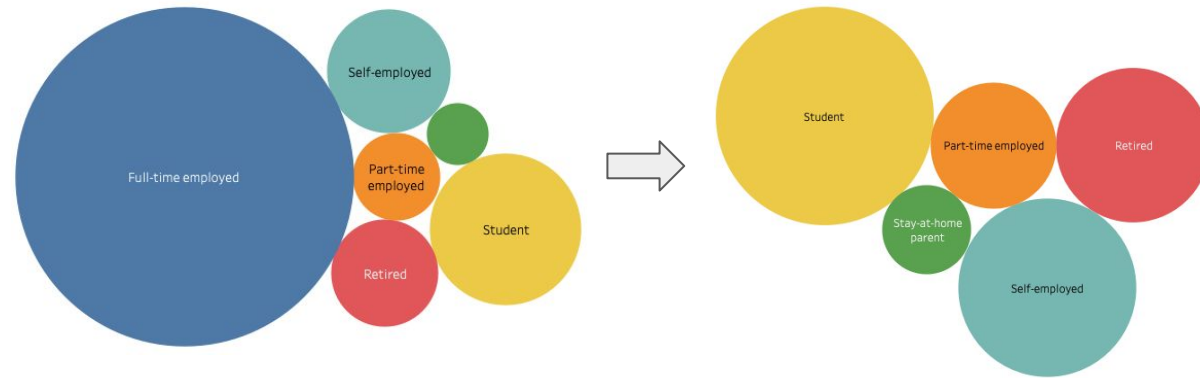 Self-employed
Full-time employed
Part-time
employed
Student
Retired
Student
Part-time employed
Retired
Stay-at-home
parent
Self-employed